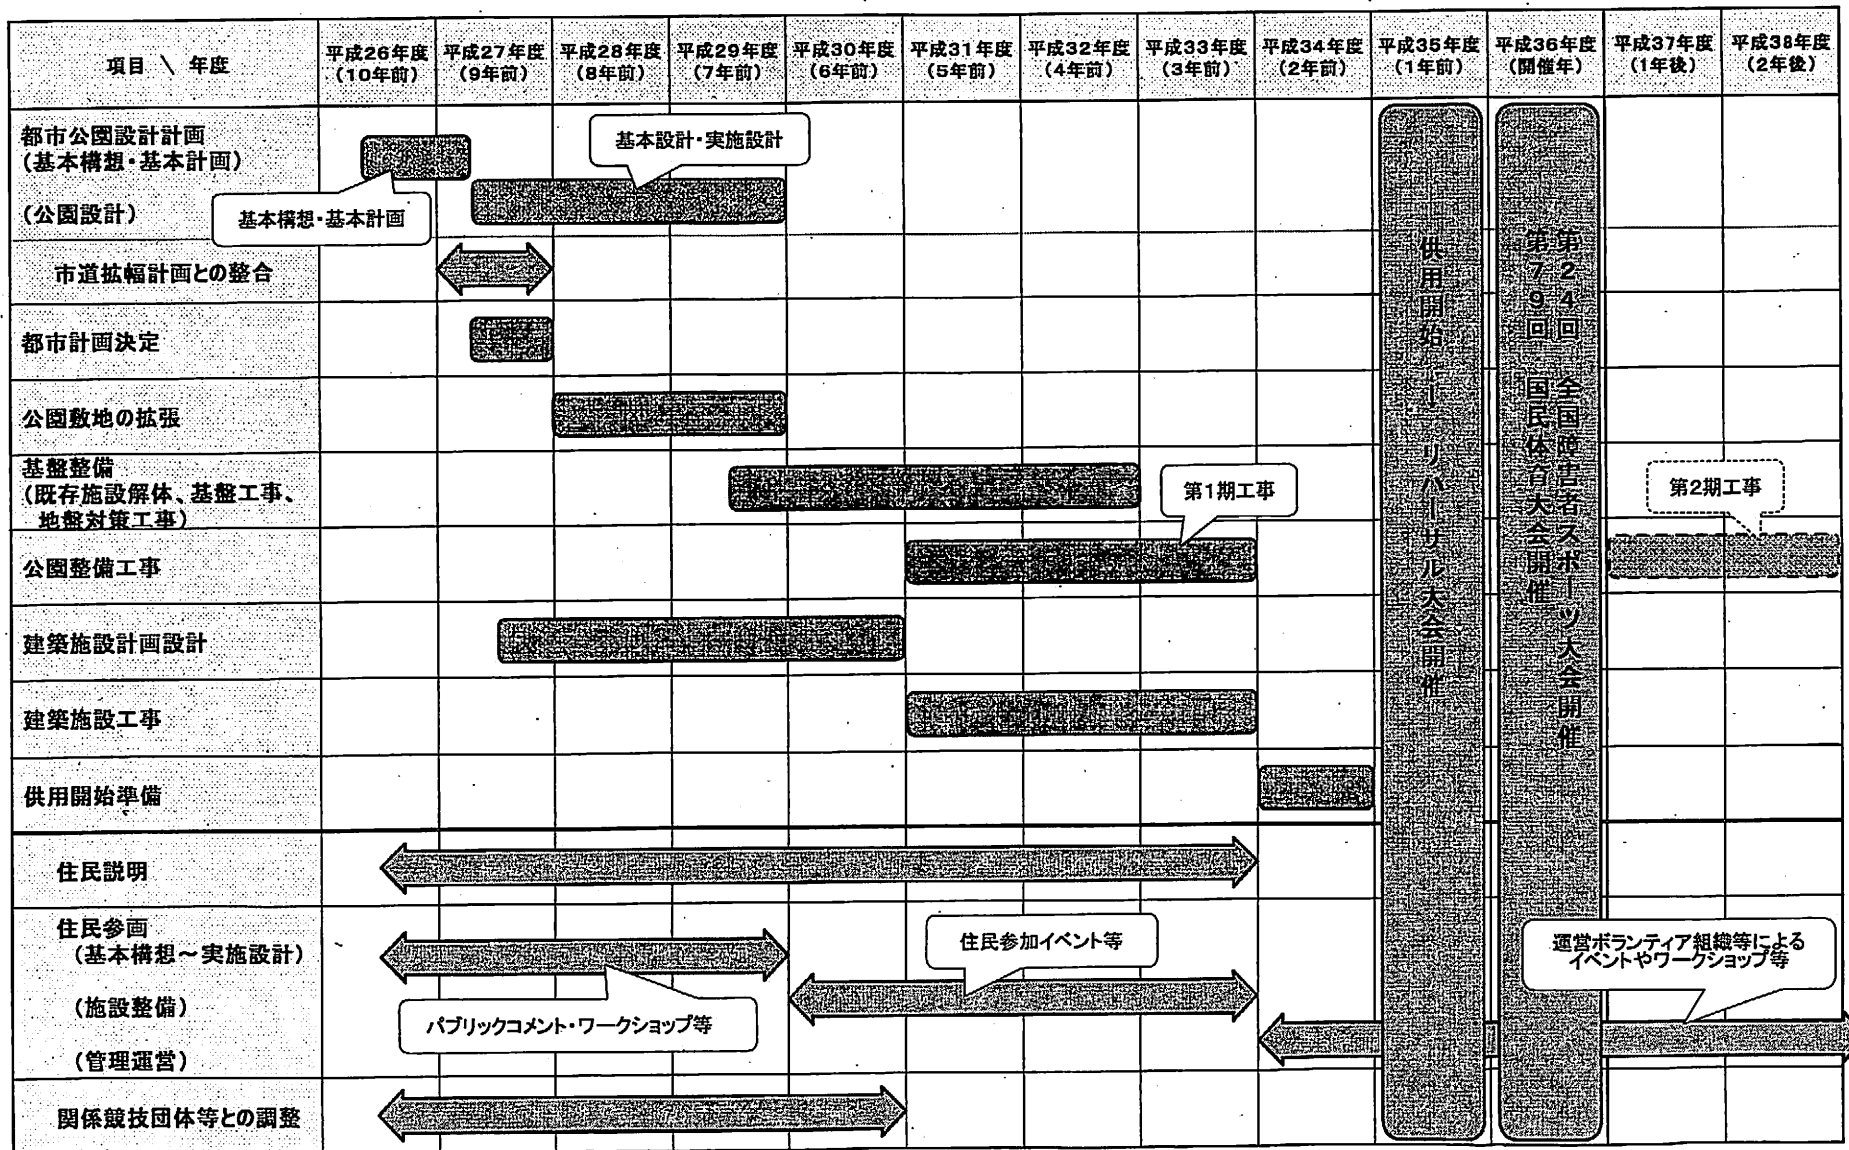 項目 \ 年度
平成26年度
(10年前)
平成27年度
(9年前)
平成28年度
(8年前)
平成29年度
(7年前)
平成30年度
(6年前)
平成31年度
(5年前)
平成32年度
(4年前)
平成33年度
(3年前)
平成34年度
(2年前)
平成35年度
(1年前)
平成36年度
(開催年)
平成37年度
(1年後)
平成38年度
(2年後)
都市公園設計計画
(基本構想・基本計画)
(公園設計)
基本構想・基本計画
基本設計・実施設計
市道拡幅計画との整合
都市計画決定
公園敷地の拡張
基盤整備
(既存施設解体、基盤工事、
地盤対策工事)
第1期工事
第2期工事
公園整備工事
建築施設計画設計
建築施設工事
供用開始準備
供用開始 ー リハーサル大会開催
第24回 全国障害者スポーツ大会開催
第79回 国民体育大会開催
住民説明
住民参画
(基本構想～実施設計)
(施設整備)
(管理運営)
パブリックコメント・ワークショップ等
住民参加イベント等
運営ボランティア組織等による
イベントやワークショップ等
関係競技団体等との調整